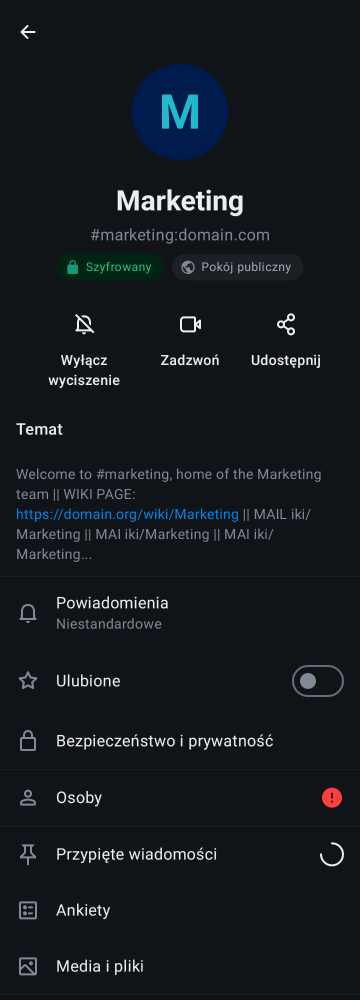 M
Marketing
#marketing:domain.com
Szyfrowany
Pokój publiczny
Wyłącz
wyciszenie
Zadzwoń
Udostępnij
Temat
Welcome to #marketing, home of the Marketing
team || WIKI PAGE:
https://domain.org/wiki/Marketing || MAIL iki/
Marketing || MAI iki/Marketing || MAI iki/
Marketing...
Powiadomienia
Niestandardowe
Ulubione
Bezpieczeństwo i prywatność
Osoby
Przypięte wiadomości
Ankiety
Media i pliki